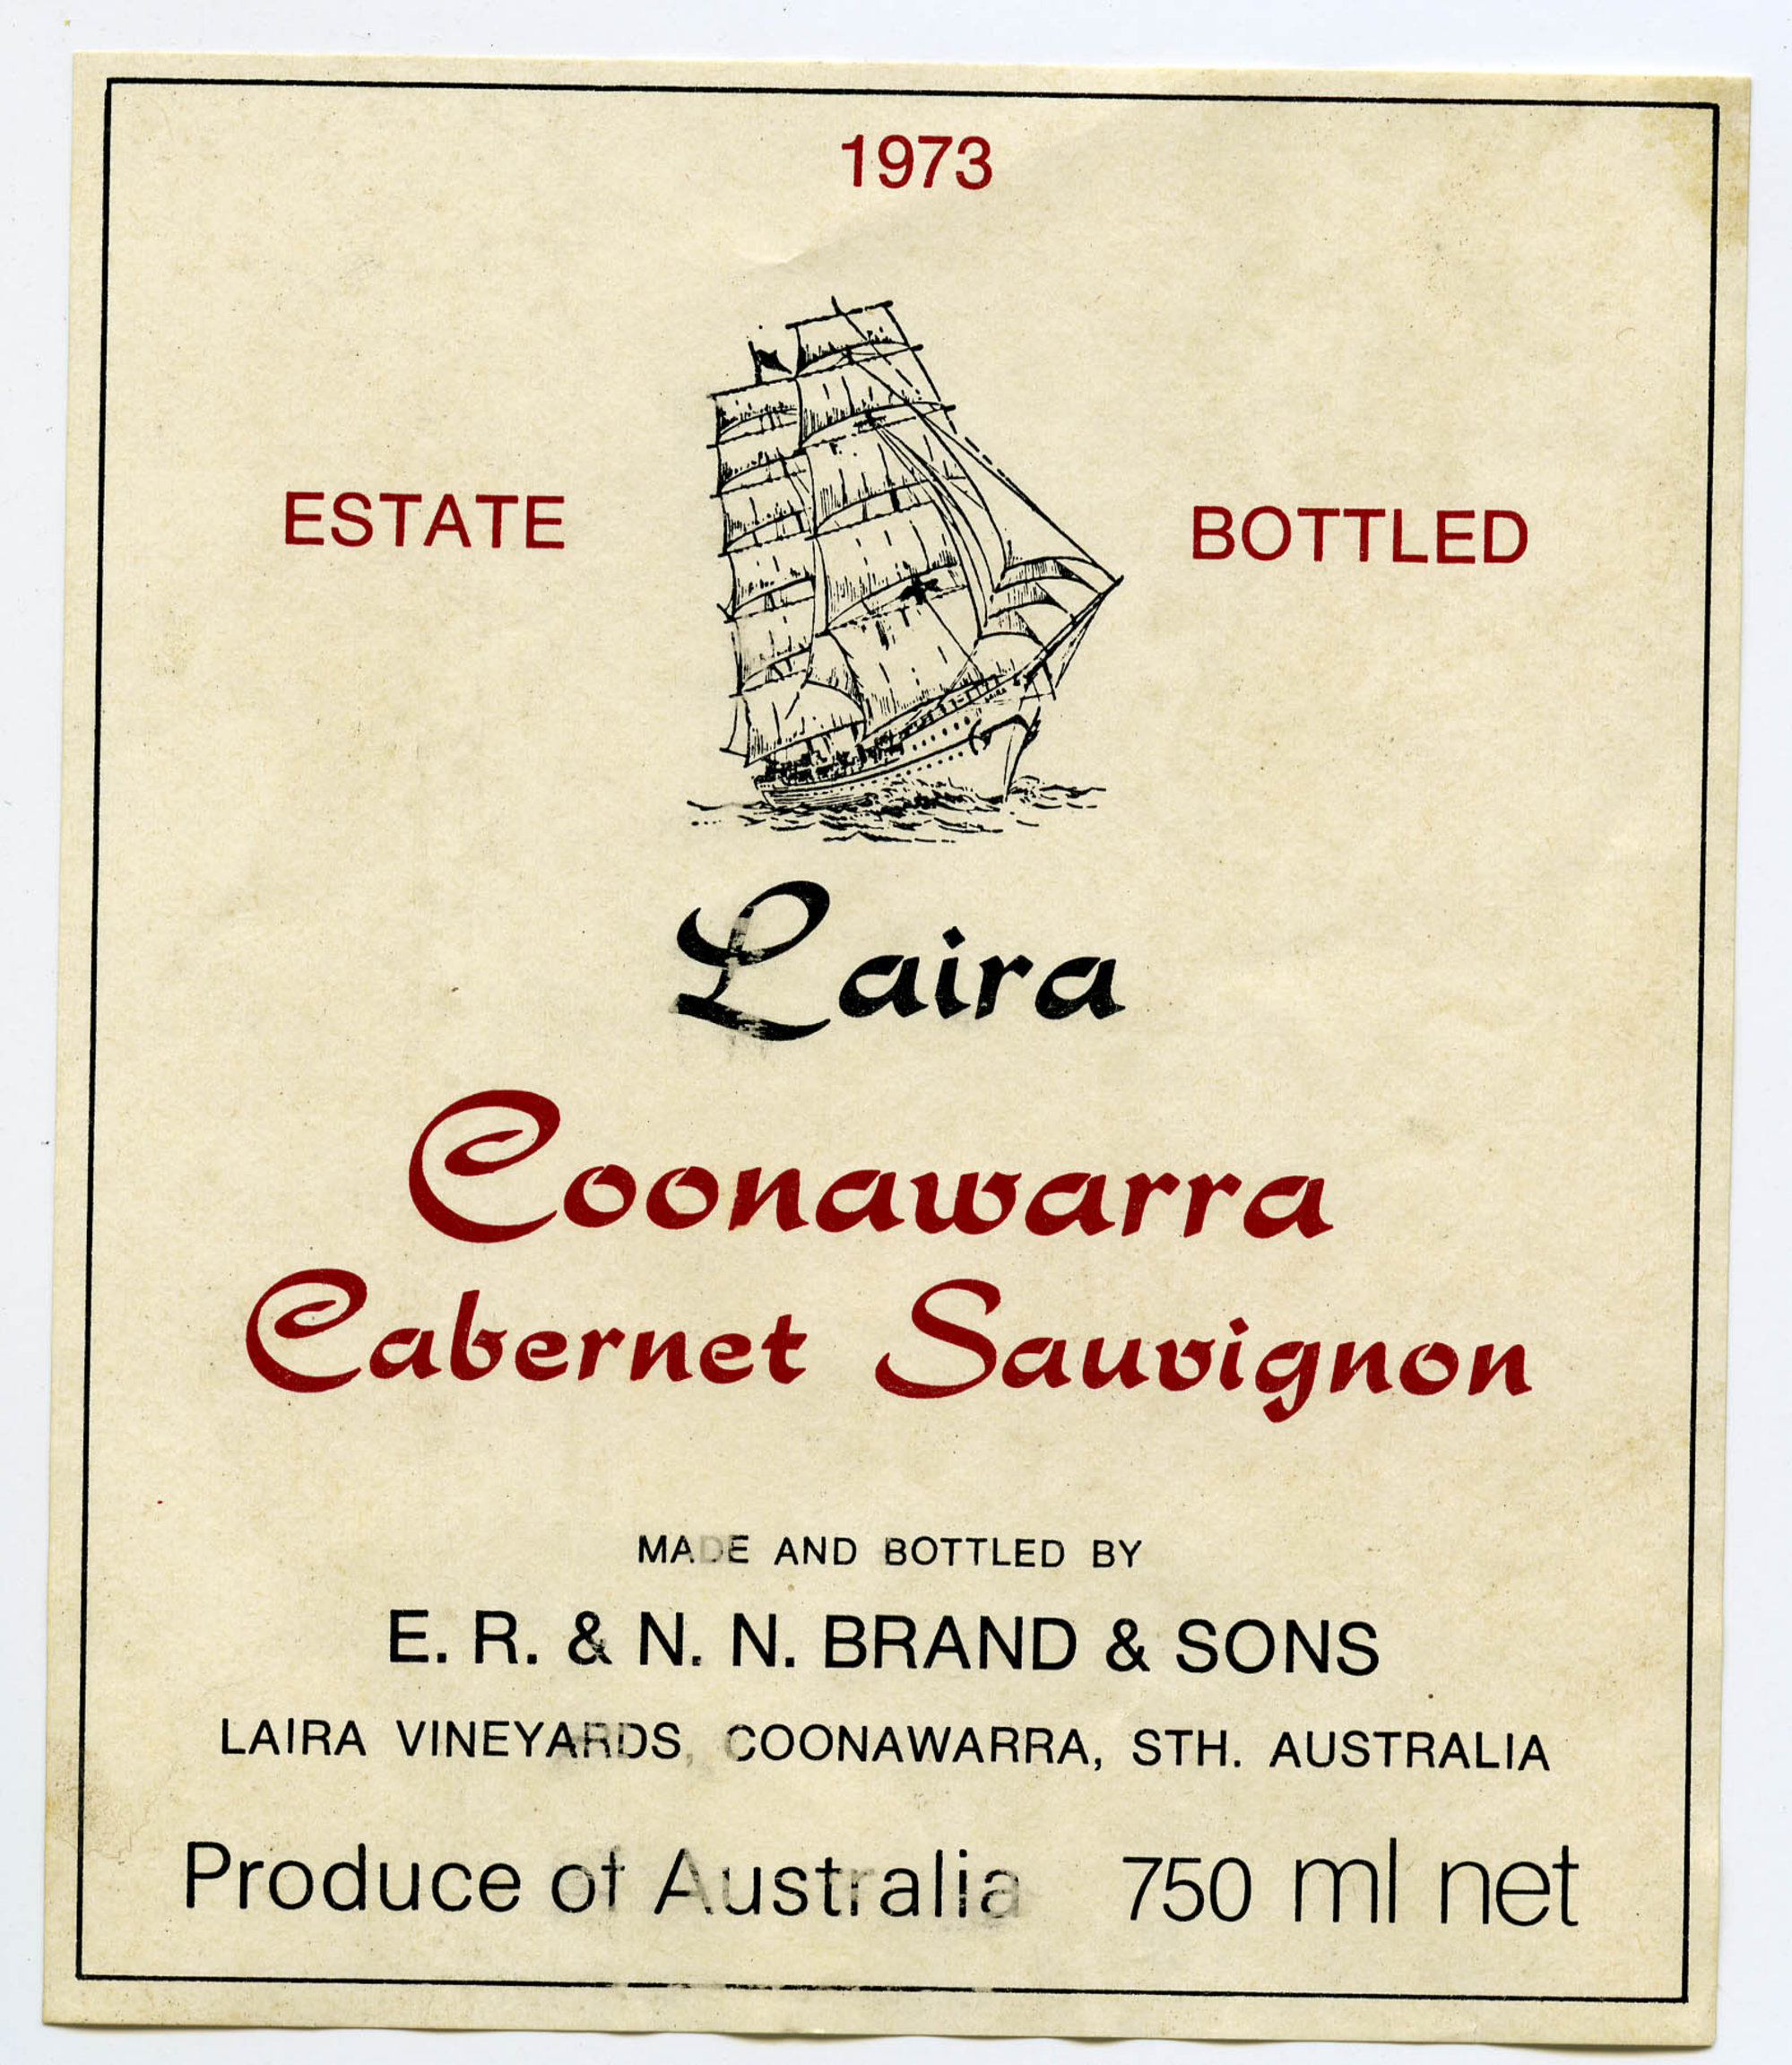 1973
ESTATE BOTTLED
Laira
Coonawarra
Cabernet Sauvignon
MADE AND BOTTLED BY
E. R. & N. N. BRAND & SONS
LAIRA VINEYARDS, COONAWARRA, STH. AUSTRALIA
Produce of Australia 750 ml net